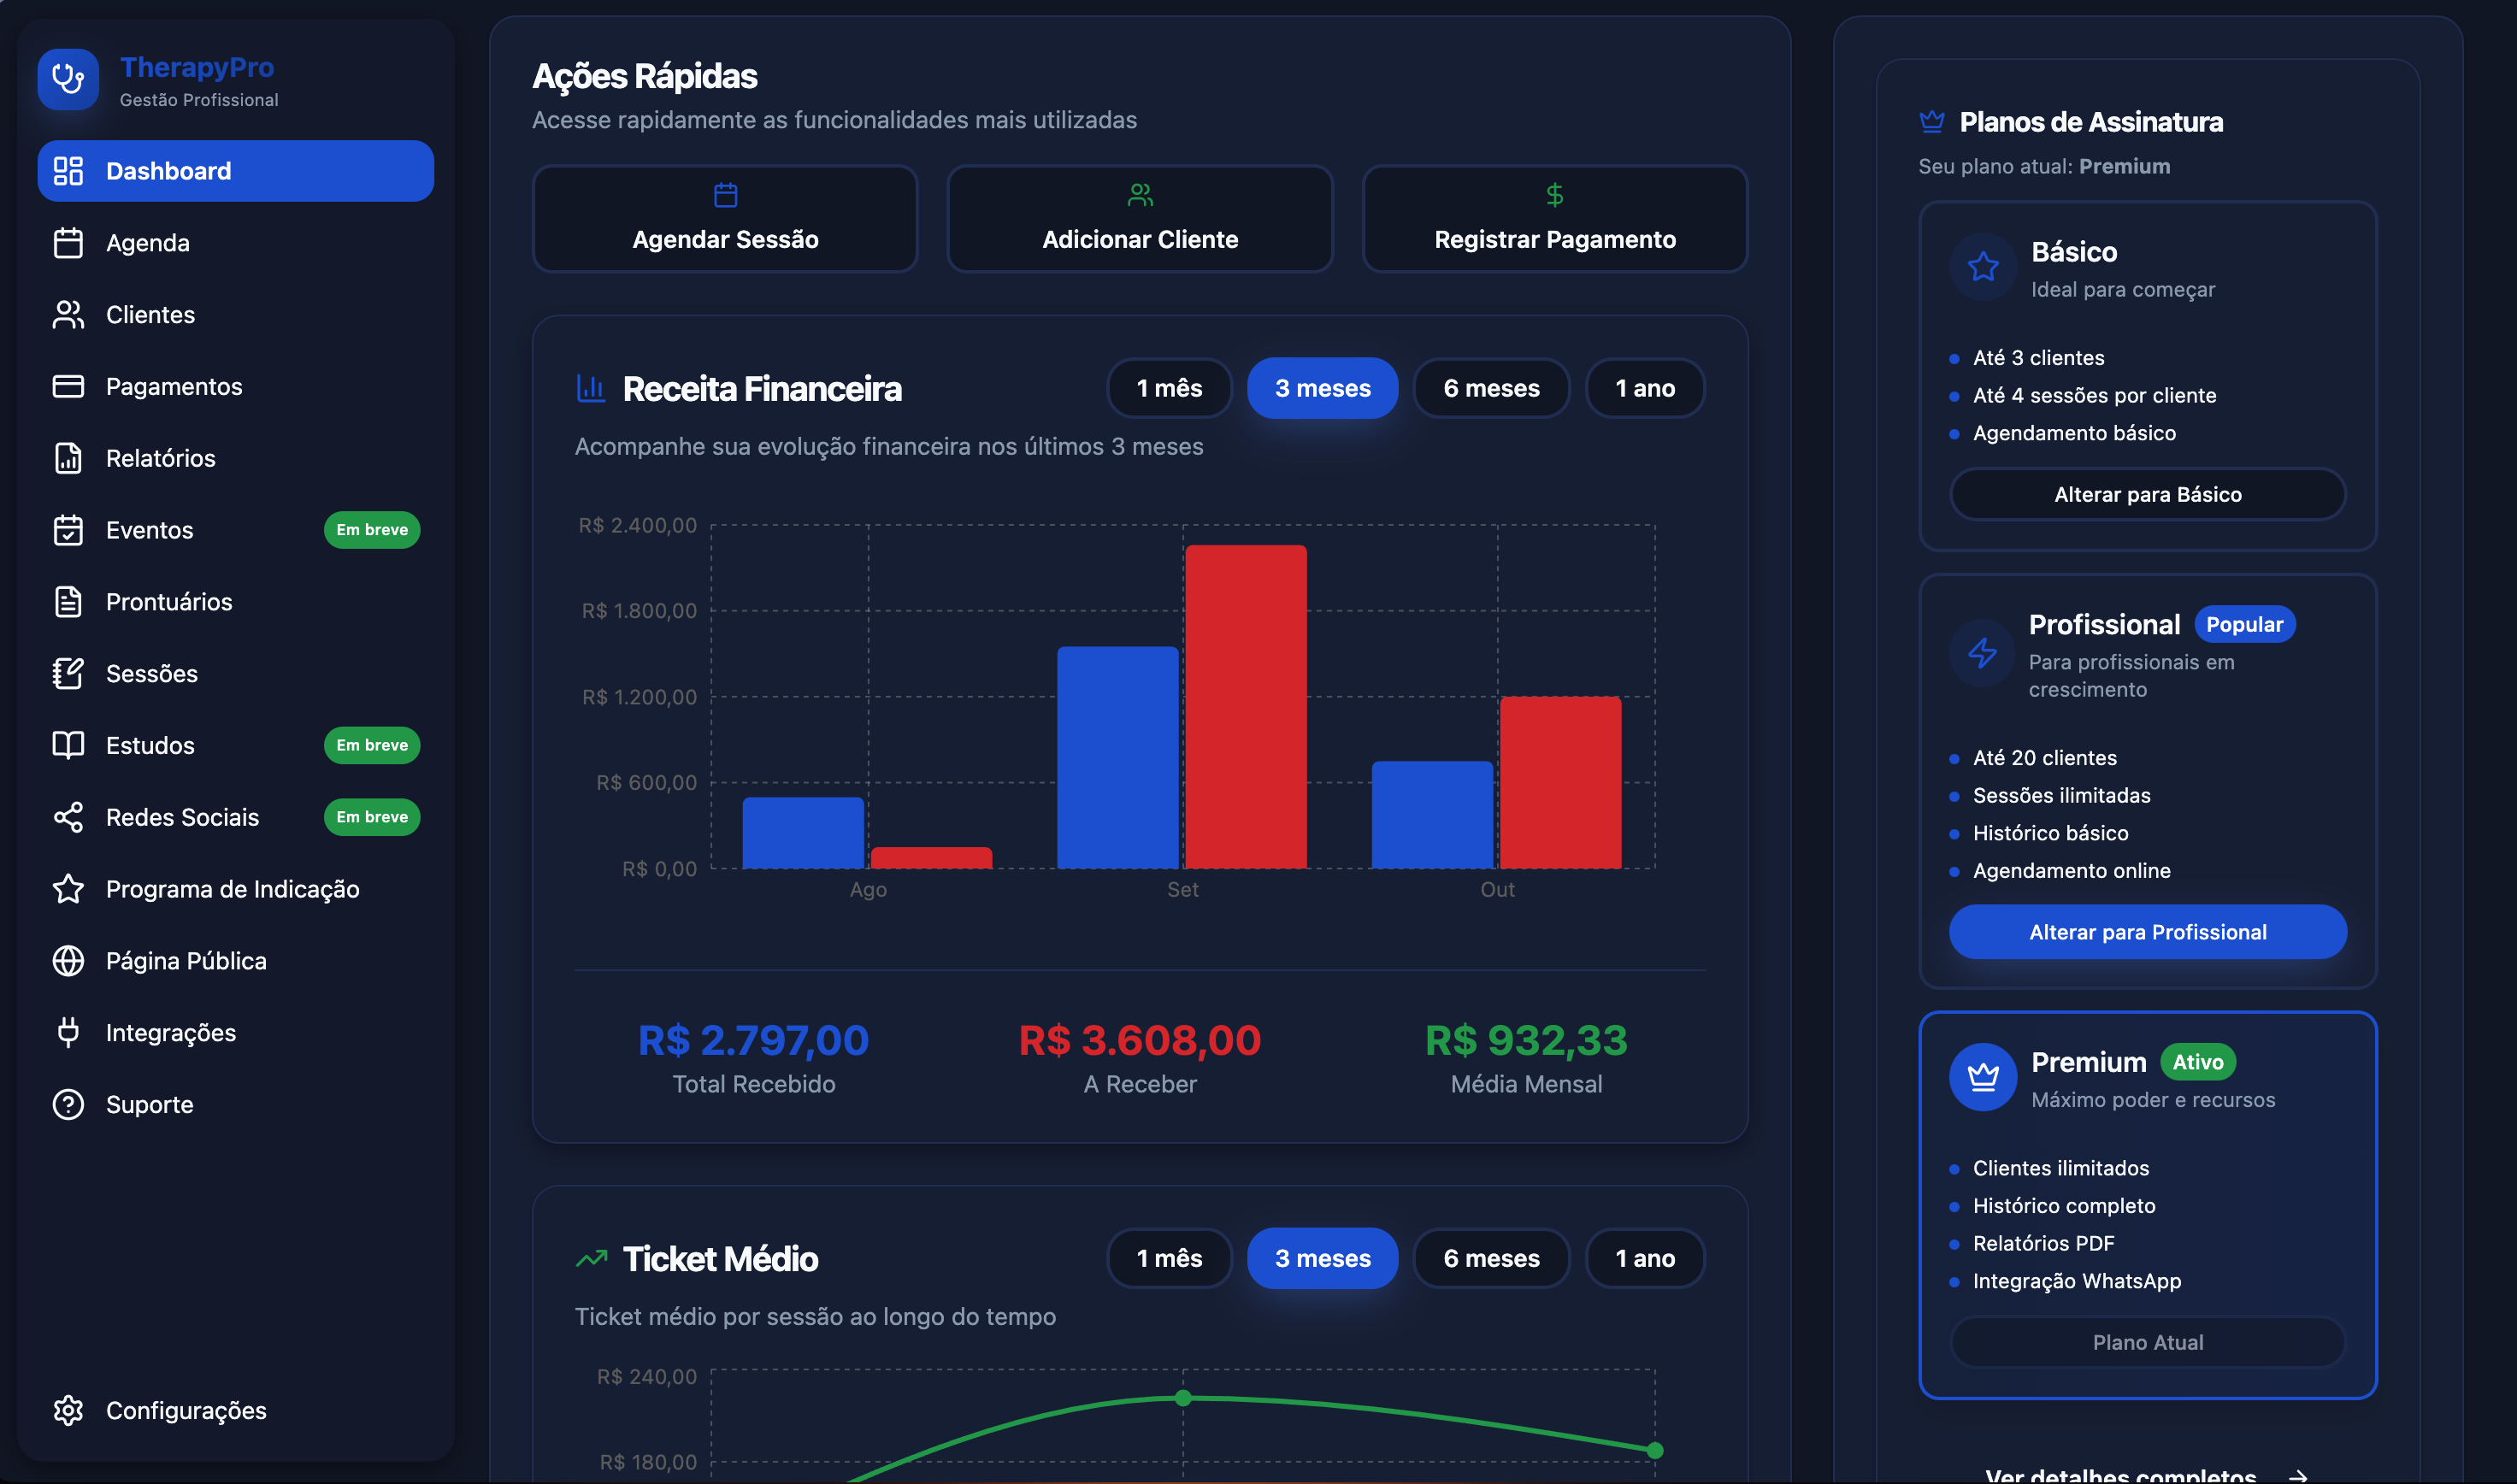 TherapyPro
Gestão Profissional
Dashboard
Agenda
Clientes
Pagamentos
Relatórios
Eventos Em breve
Prontuários
Sessões
Estudos Em breve
Redes Sociais Em breve
Programa de Indicação
Página Pública
Integrações
Suporte
Configurações
Ações Rápidas
Acesse rapidamente as funcionalidades mais utilizadas
Agendar Sessão Adicionar Cliente Registrar Pagamento
Receita Financeira 1 mês 3 meses 6 meses 1 ano
Acompanhe sua evolução financeira nos últimos 3 meses
R$ 2.400,00
R$ 1.800,00
R$ 1.200,00
R$ 600,00
R$ 0,00
Ago Set Out
R$ 2.797,00 R$ 3.608,00 R$ 932,33
Total Recebido A Receber Média Mensal
Ticket Médio 1 mês 3 meses 6 meses 1 ano
Ticket médio por sessão ao longo do tempo
R$ 240,00
R$ 180,00
Planos de Assinatura
Seu plano atual: Premium
Básico
Ideal para começar
Até 3 clientes
Até 4 sessões por cliente
Agendamento básico
Alterar para Básico
Profissional Popular
Para profissionais em
crescimento
Até 20 clientes
Sessões ilimitadas
Histórico básico
Agendamento online
Alterar para Profissional
Premium Ativo
Máximo poder e recursos
Clientes ilimitados
Histórico completo
Relatórios PDF
Integração WhatsApp
Plano Atual
Ver detalhes completos